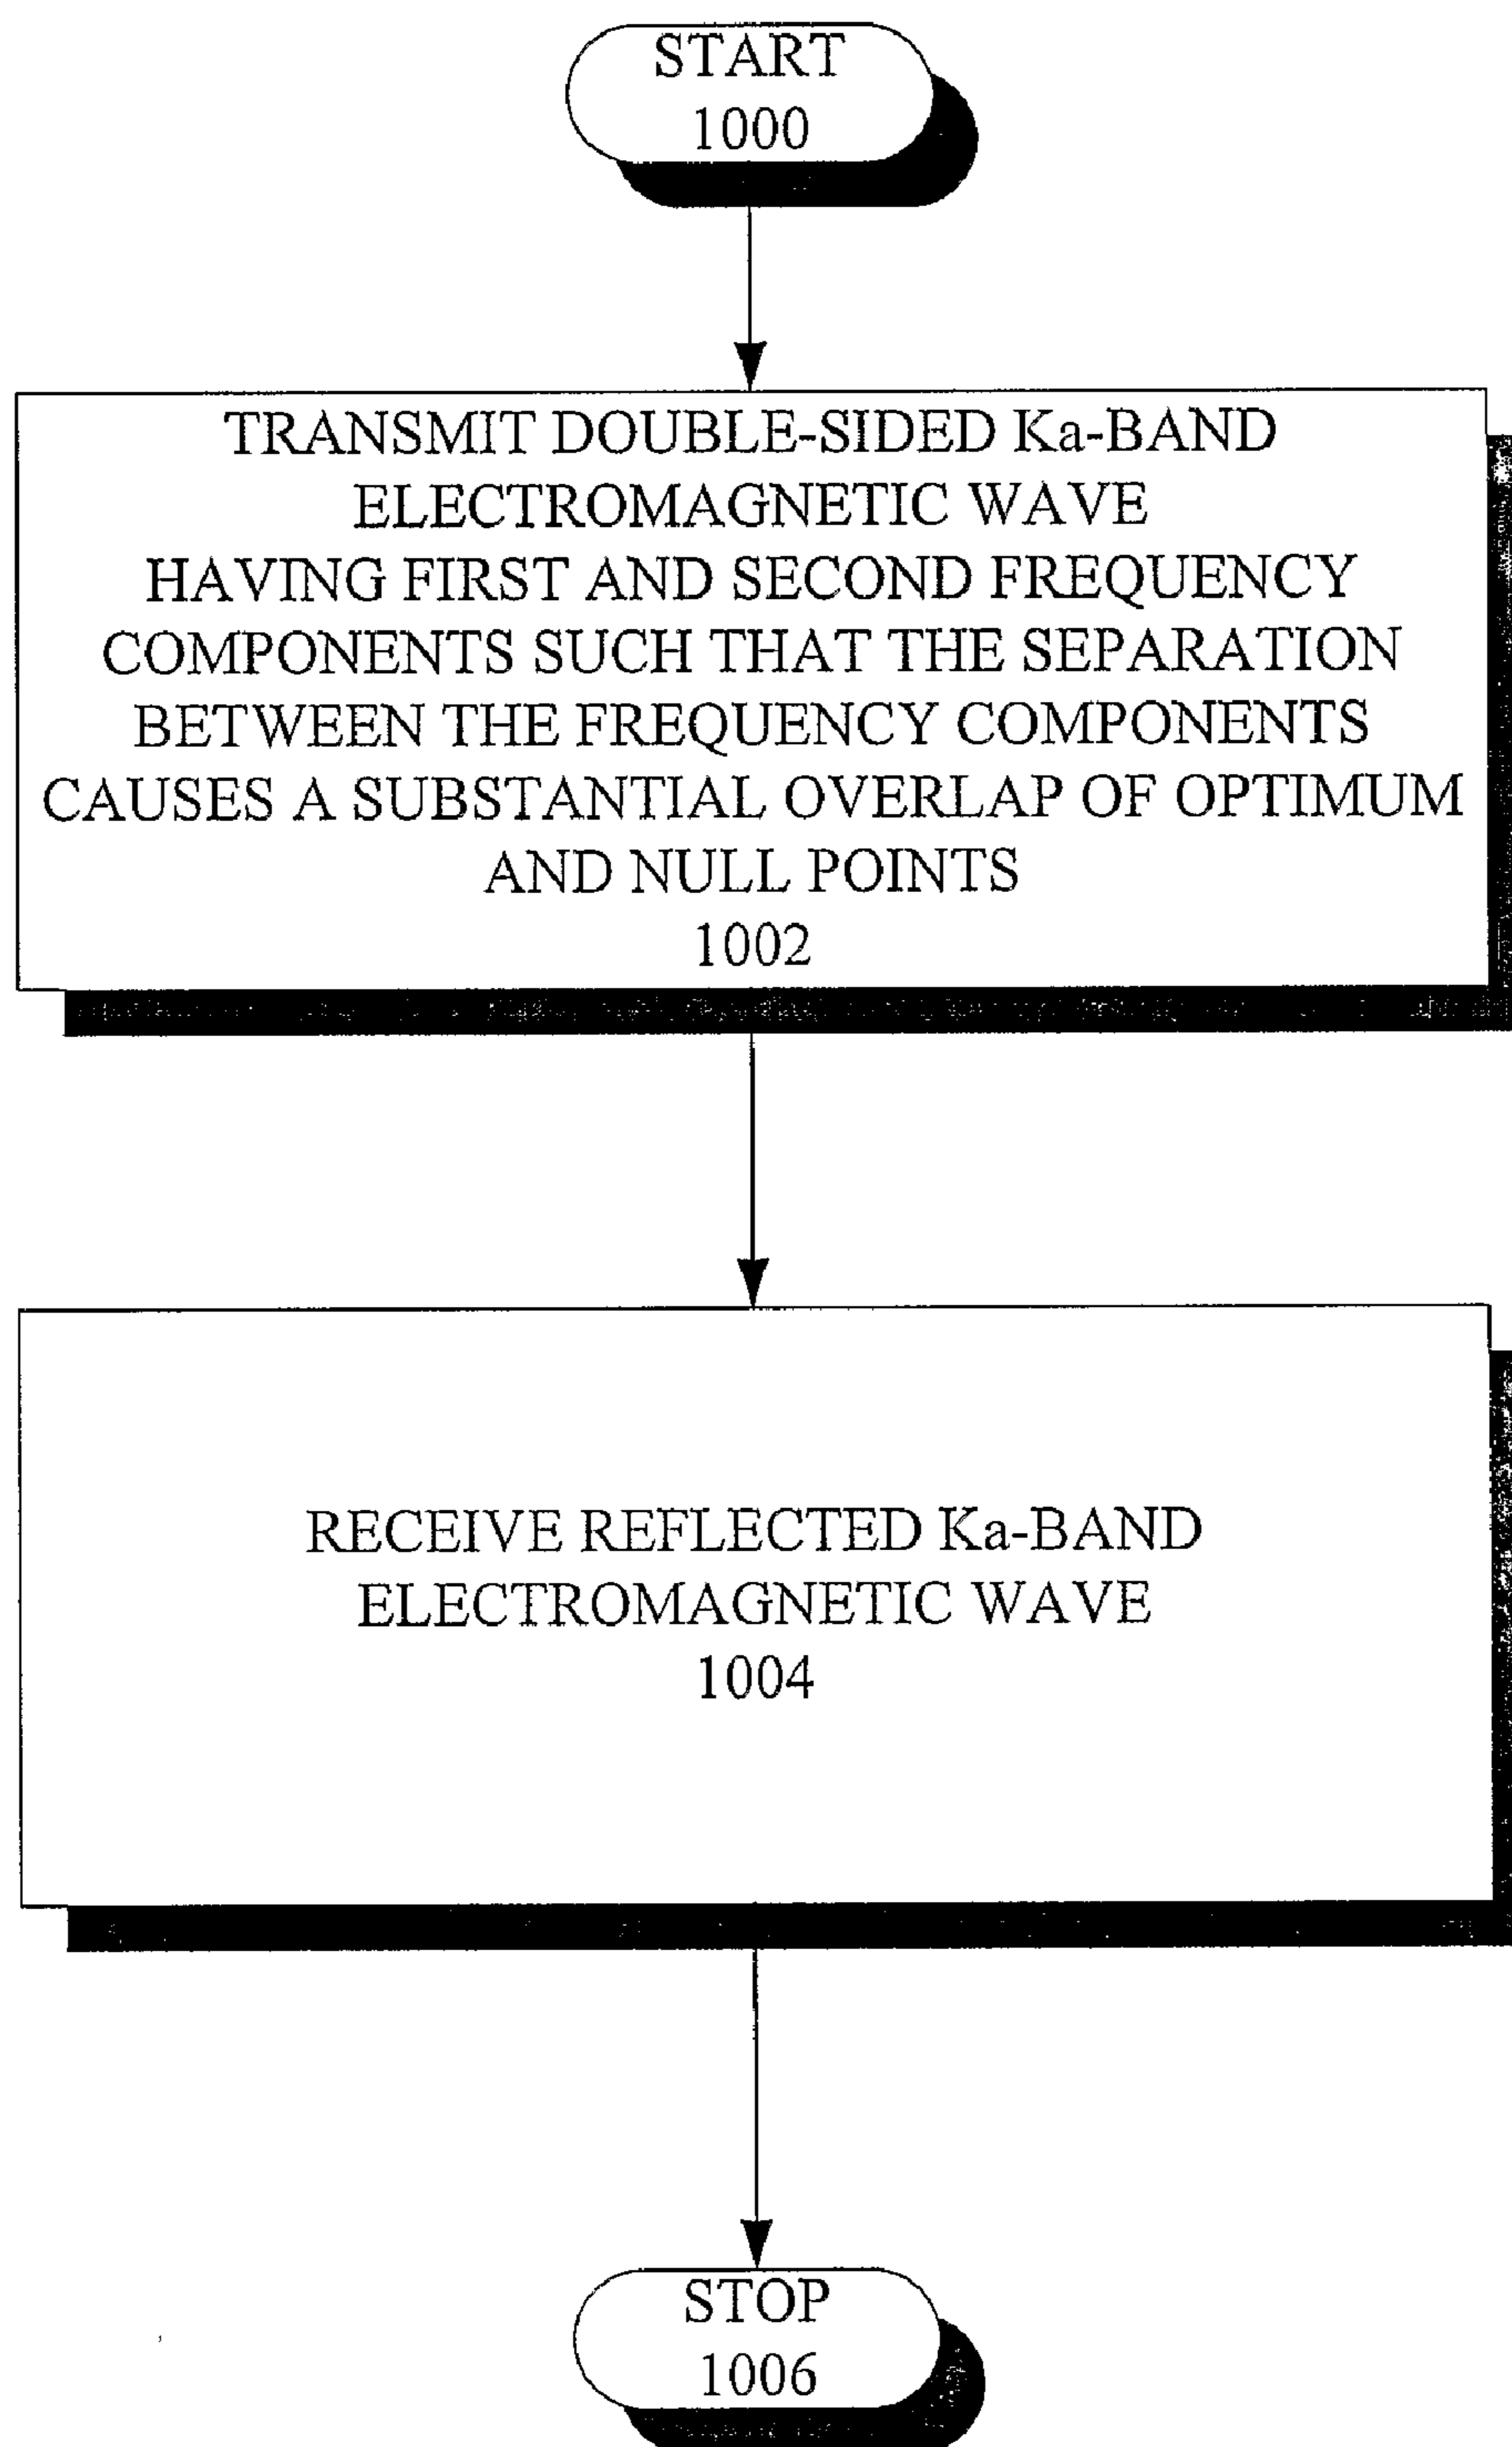 START
1000
TRANSMIT DOUBLE-SIDED Ka-BAND
ELECTROMAGNETIC WAVE
HAVING FIRST AND SECOND FREQUENCY
COMPONENTS SUCH THAT THE SEPARATION
BETWEEN THE FREQUENCY COMPONENTS
CAUSES A SUBSTANTIAL OVERLAP OF OPTIMUM
AND NULL POINTS
1002
RECEIVE REFLECTED Ka-BAND
ELECTROMAGNETIC WAVE
1004
STOP
1006